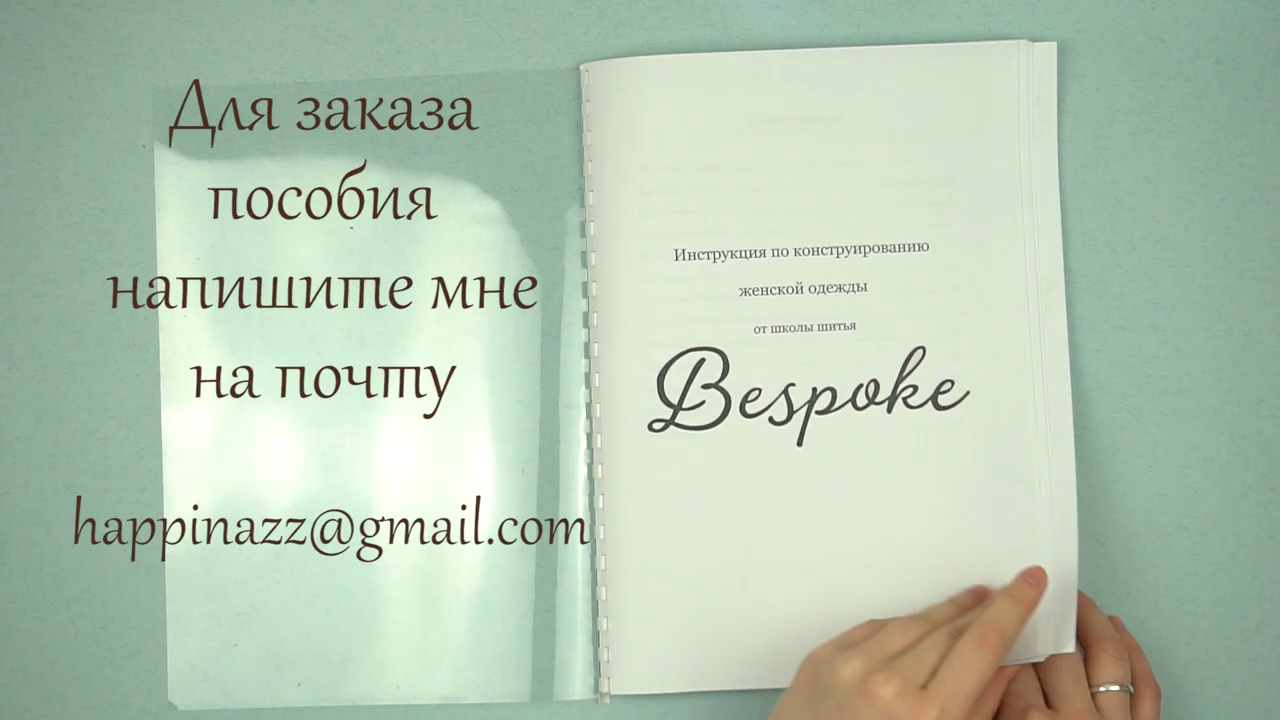 Для заказа
пособия
напишите мне
на почту
happinazz@gmail.com
Инструкция по конструированию
женской одежды
от школы шитья
Bespoke